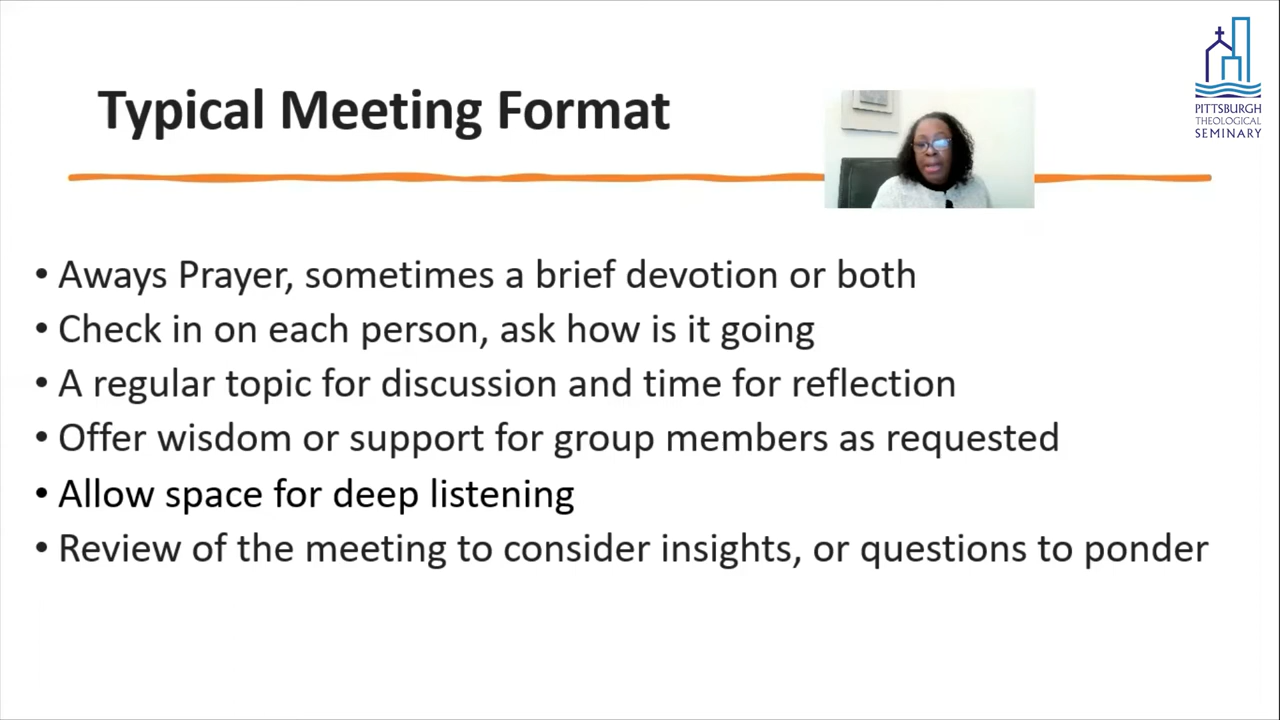 PITTSBURGH
THEOLOGICAL
SEMINARY
Typical Meeting Format
• Aways Prayer, sometimes a brief devotion or both
• Check in on each person, ask how is it going
• A regular topic for discussion and time for reflection
• Offer wisdom or support for group members as requested
• Allow space for deep listening
• Review of the meeting to consider insights, or questions to ponder